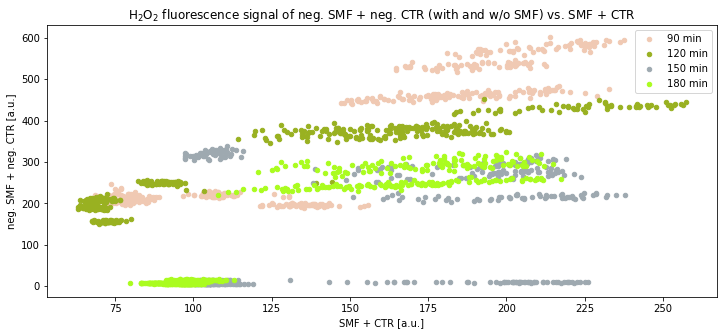 H₂O₂ fluorescence signal of neg. SMF + neg. CTR (with and w/o SMF) vs. SMF + CTR
90 min
120 min
150 min
180 min
neg. SMF + neg. CTR [a.u.]
600
500
400
300
200
100
0
75
100
125
150
175
200
225
250
SMF + CTR [a.u.]